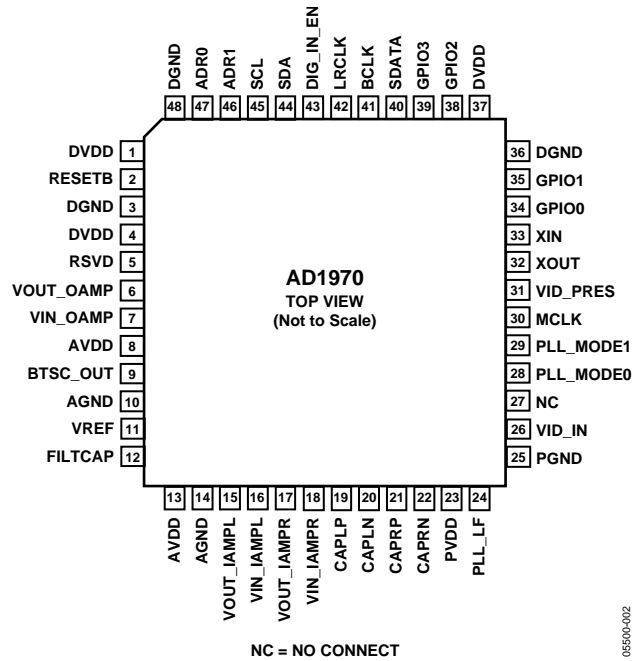 DGND
ADR0
ADR1
SCL
SDA
DIG_IN_EN
LRCLK
BCLK
SDATA
GPIO3
GPIO2
DVDD
48 47 46 45 44 43 42 41 40 39 38 37
DVDD 1
RESETB 2
DGND 3
DVDD 4
RSVD 5
VOUT_OAMP 6
VIN_OAMP 7
AVDD 8
BTSC_OUT 9
AGND 10
VREF 11
FILTCAP 12
AD1970
TOP VIEW
(Not to Scale)
36 DGND
35 GPIO1
34 GPIO0
33 XIN
32 XOUT
31 VID_PRES
30 MCLK
29 PLL_MODE1
28 PLL_MODE0
27 NC
26 VID_IN
25 PGND
13 14 15 16 17 18 19 20 21 22 23 24
AVDD
AGND
VOUT_IAMPL
VIN_IAMPL
VOUT_IAMPR
VIN_IAMPR
CAPLP
CAPLN
CAPRP
CAPRN
PVDD
PLL_LF
NC = NO CONNECT
05500-002